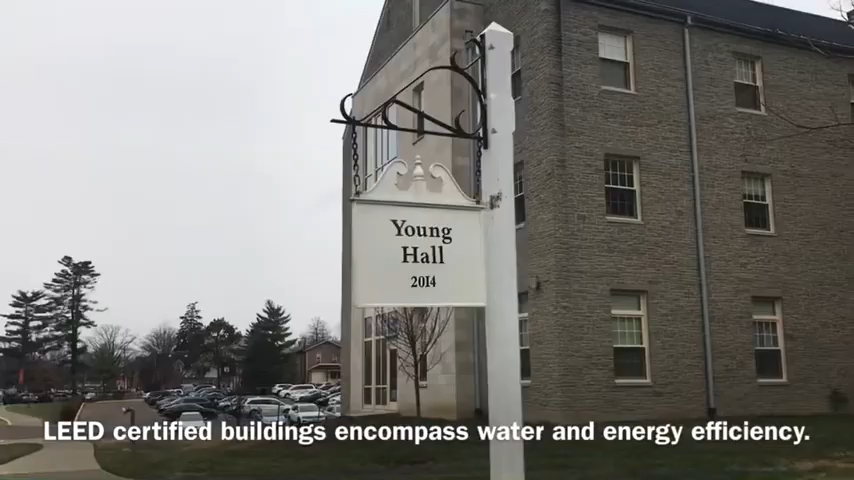 Young
Hall
2014
LEED certified buildings encompass water and energy efficiency.